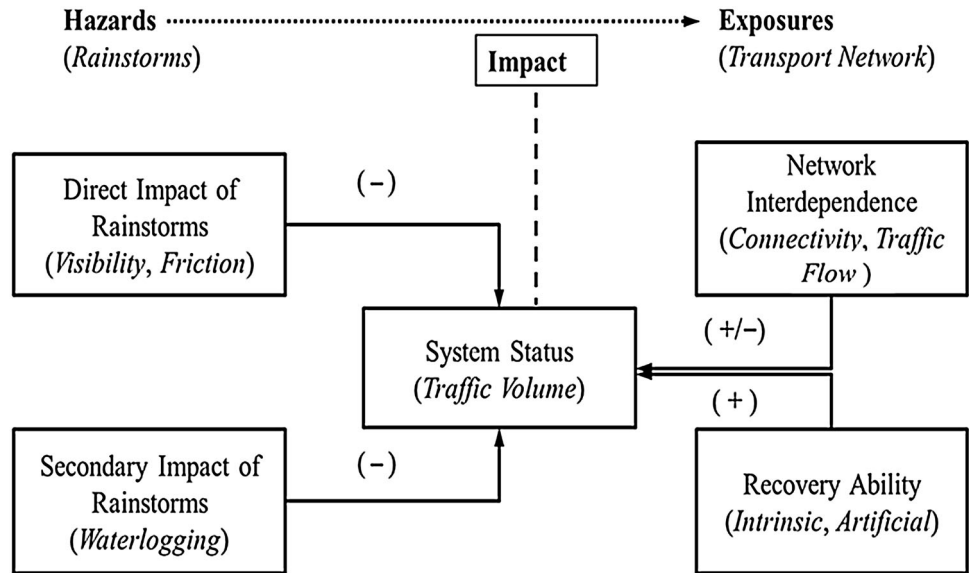 Hazards
(Rainstorms)
Impact
Exposures
(Transport Network)
Direct Impact of
Rainstorms
(Visibility, Friction)
(−)
Network
Interdependence
(Connectivity, Traffic
Flow )
(+/−)
System Status
(Traffic Volume)
(+)
Secondary Impact of
Rainstorms
(Waterlogging)
(−)
Recovery Ability
(Intrinsic, Artificial)